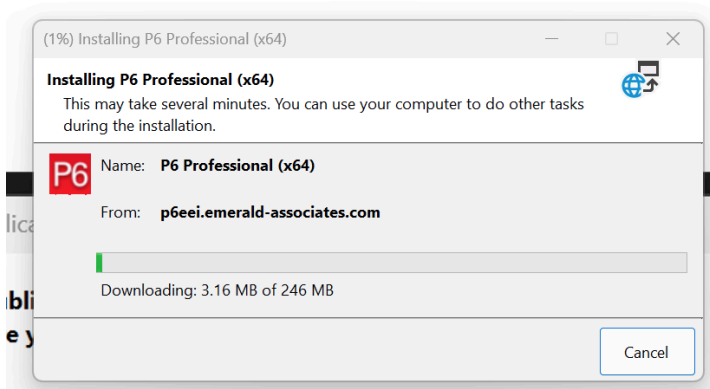 (1%) Installing P6 Professional (x64)
Installing P6 Professional (x64)
This may take several minutes. You can use your computer to do other tasks
during the installation.
P6
Name: P6 Professional (x64)
From: p6eei.emerald-associates.com
Downloading: 3.16 MB of 246 MB
Cancel